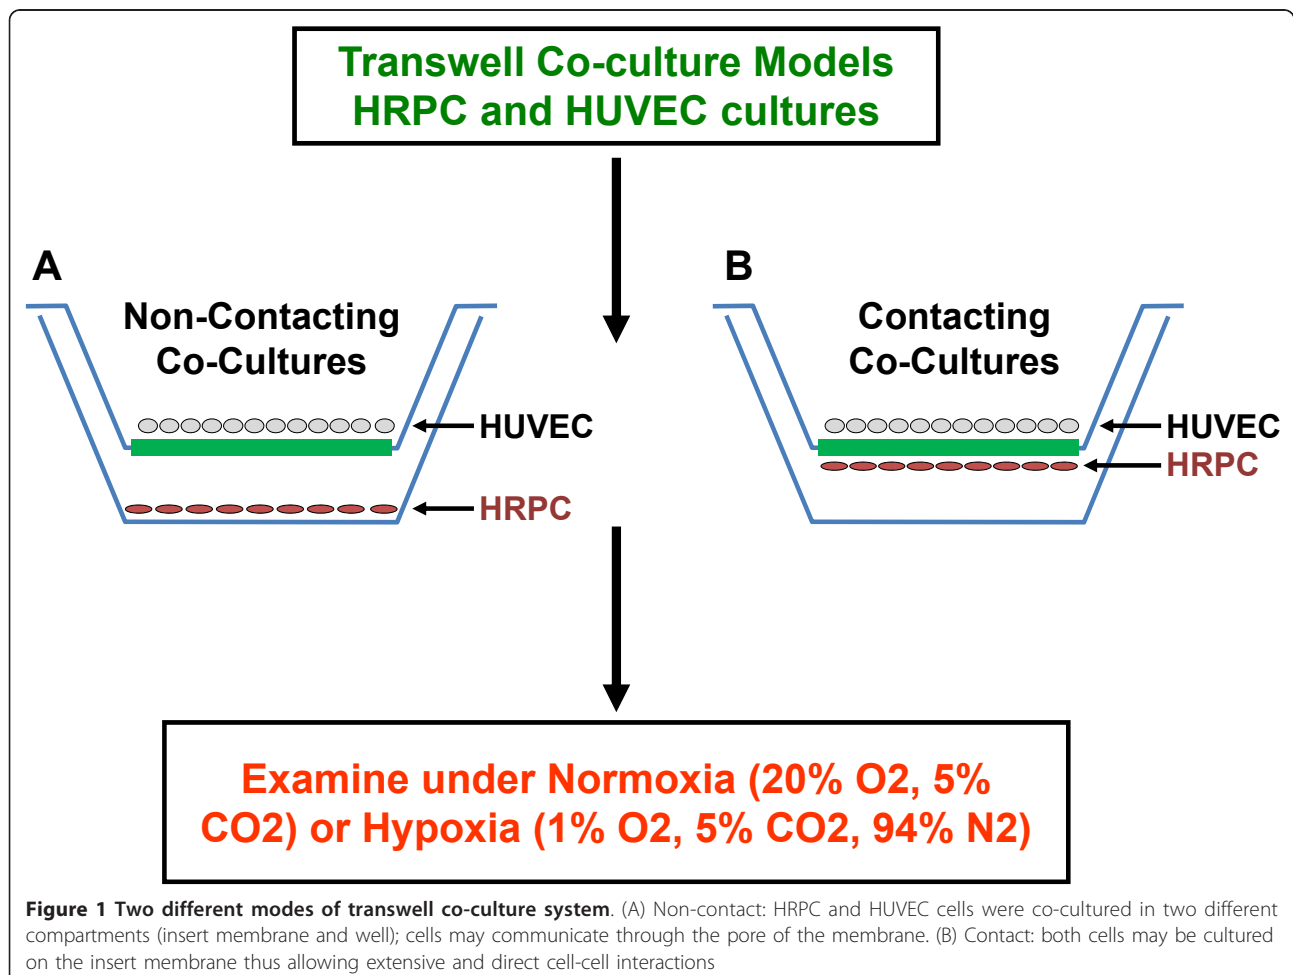 Transwell Co-culture Models
HRPC and HUVEC cultures
A
Non-Contacting
Co-Cultures
HUVEC
HRPC
B
Contacting
Co-Cultures
HUVEC
HRPC
Examine under Normoxia (20% O2, 5%
CO2) or Hypoxia (1% O2, 5% CO2, 94% N2)
Figure 1 Two different modes of transwell co-culture system. (A) Non-contact: HRPC and HUVEC cells were co-cultured in two different
compartments (insert membrane and well); cells may communicate through the pore of the membrane. (B) Contact: both cells may be cultured
on the insert membrane thus allowing extensive and direct cell-cell interactions